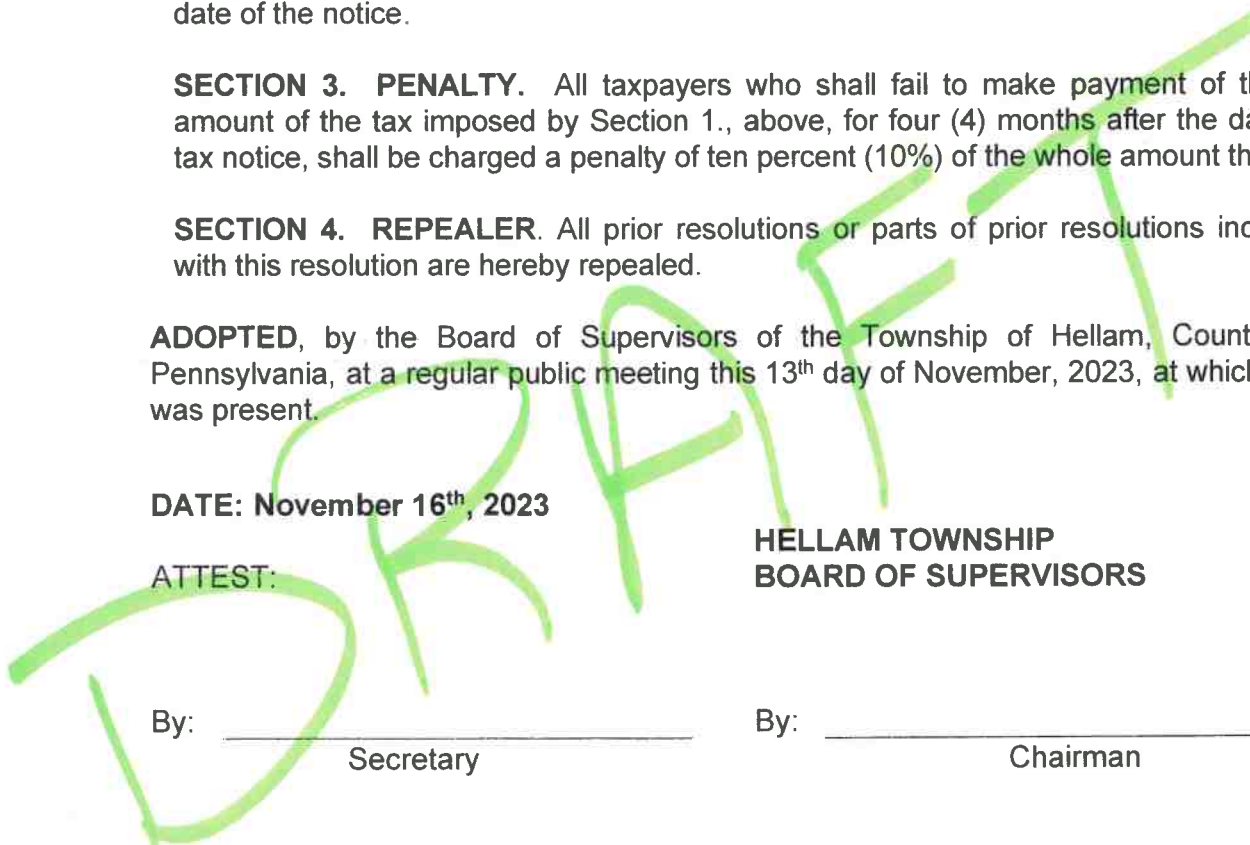 date of the notice.
SECTION 3. PENALTY. All taxpayers who shall fail to make payment of
amount of the tax imposed by Section 1., above, for four (4) months after the
tax notice, shall be charged a penalty of ten percent (10%) of the whole amount
SECTION 4. REPEALER. All prior resolutions or parts of prior resolutions
with this resolution are hereby repealed.
ADOPTED, by the Board of Supervisors of the Township of Hellam,
Pennsylvania, at a regular public meeting this 13th day of November, 2023, at which
was present.
DATE: November 16th, 2023
HELLAM TOWNSHIP
ATTEST:
BOARD OF SUPERVISORS
By:
By:
Secretary
Chairman
DRAFT